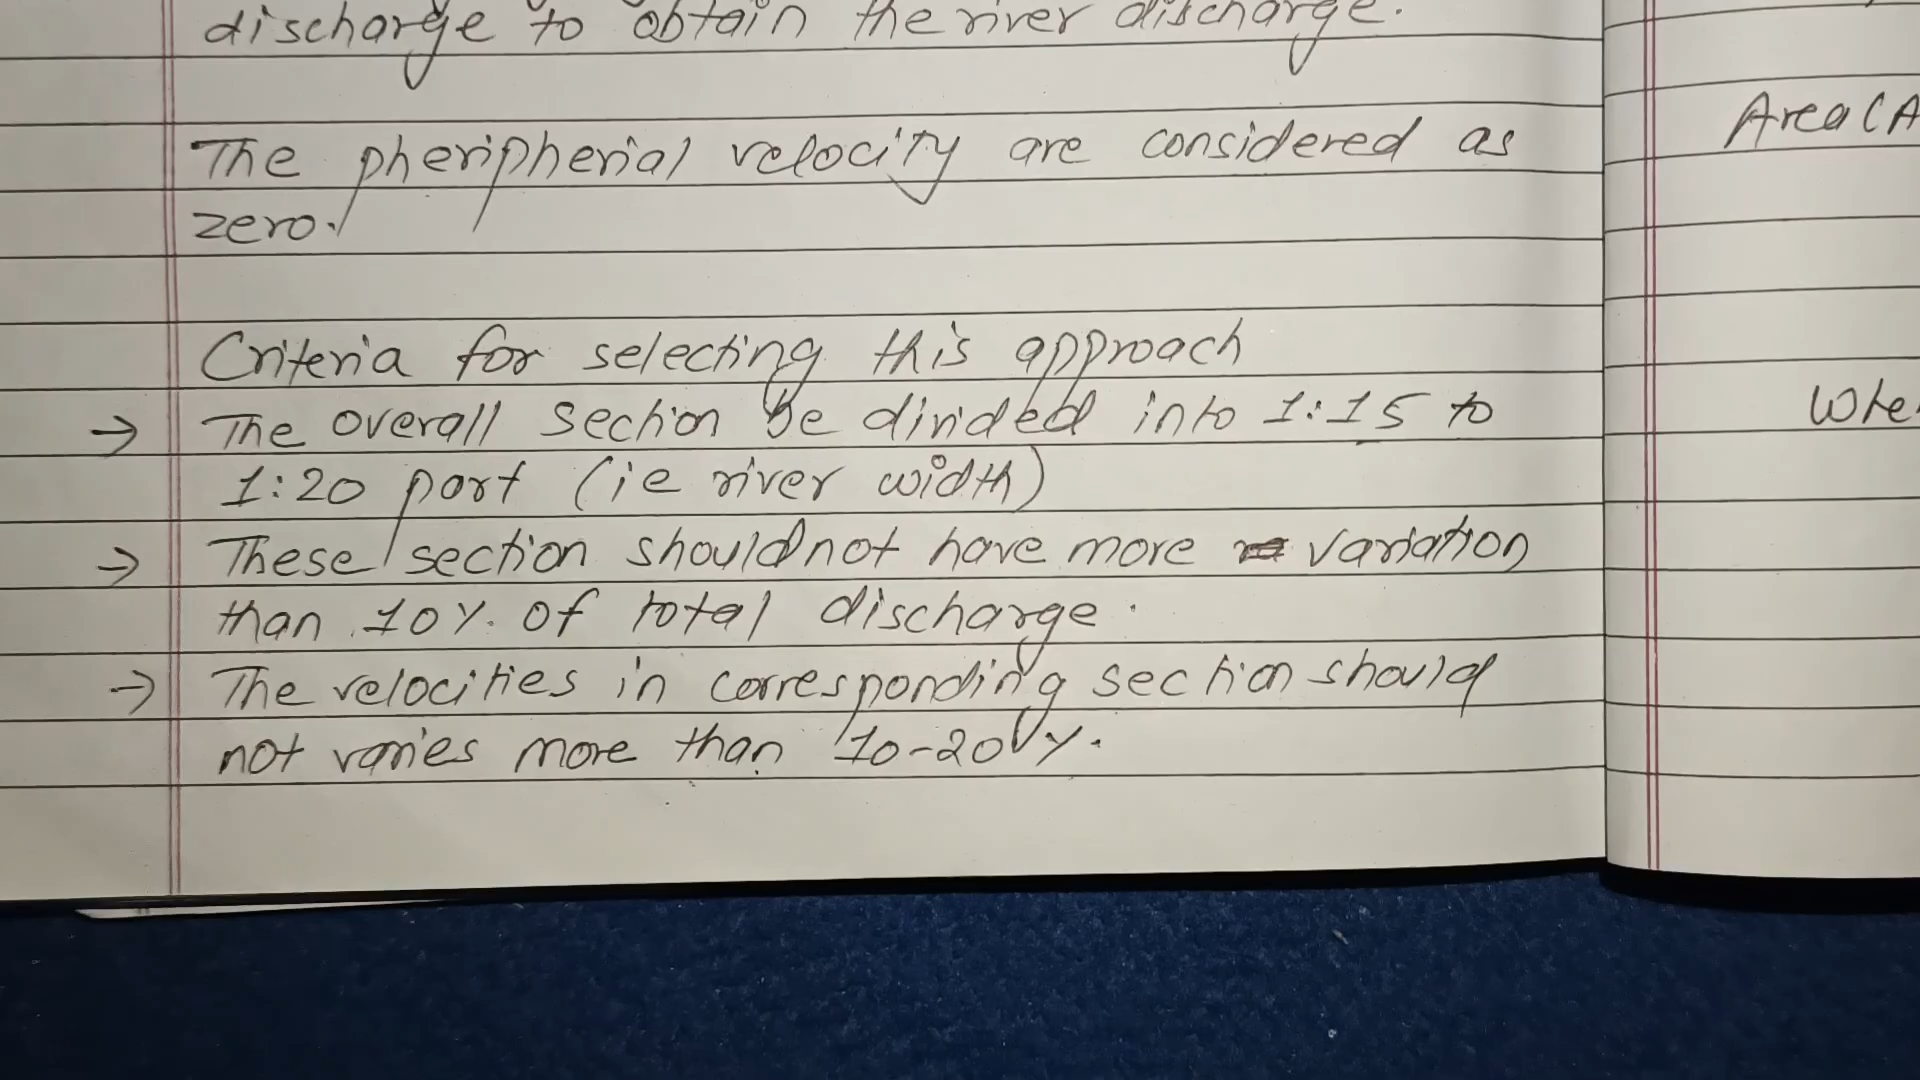 discharge to obtain the river discharge.
The pheripherial velocity are considered as
zero.
Criteria for selecting this approach
→ The overall section be divided into 1:15 to
1:20 part (ie river width)
→ These section should not have more variation
than 10%. of total discharge.
→ The velocities in corresponding section should
not varies more than 10-20%.
Area (A
Whe